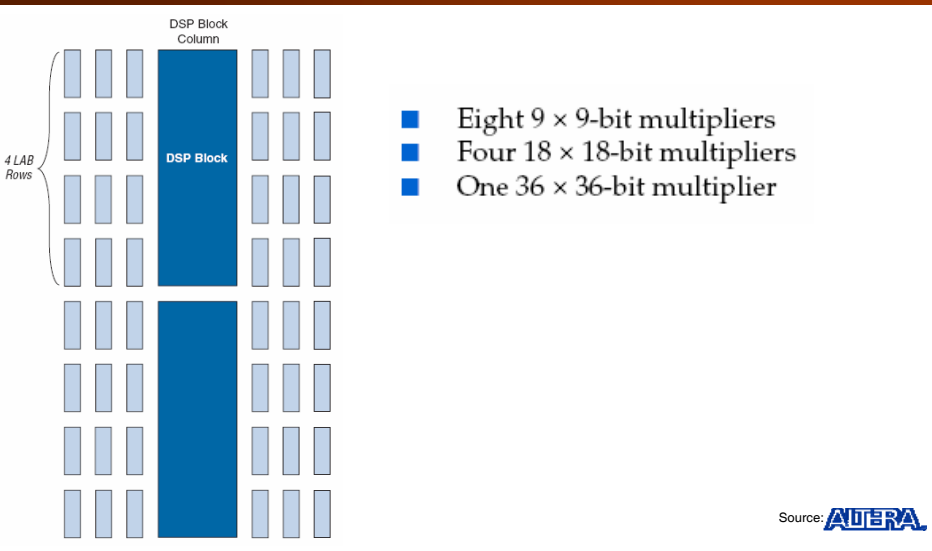 DSP Block
Column
4 LAB
Rows
DSP Block
Eight 9 × 9-bit multipliers
Four 18 × 18-bit multipliers
One 36 × 36-bit multiplier
Source: ALTERA